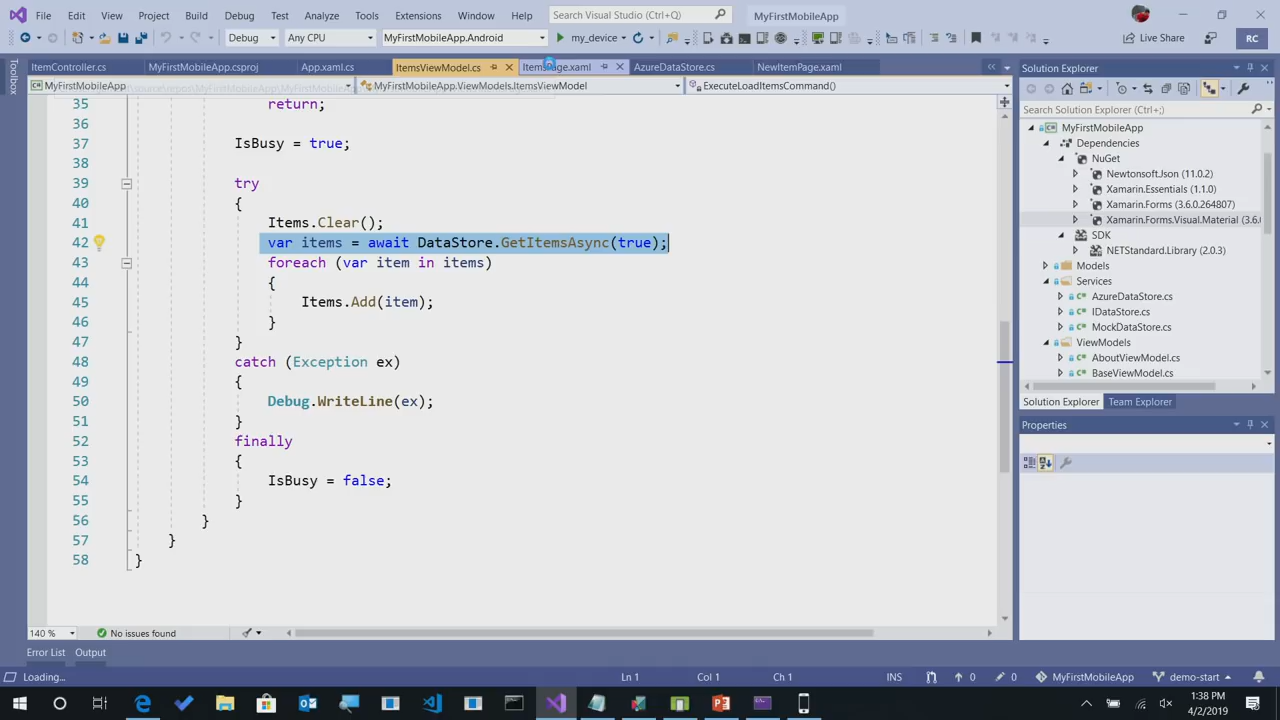 File Edit View Project Build Debug Test Analyze Tools Extensions Window Help Search Visual Studio (Ctrl+Q) MyFirstMobileApp
Debug Any CPU MyFirstMobileApp.Android my_device Live Share RC
Toolbox
ItemController.cs MyFirstMobileApp.csproj App.xaml.cs ItemsViewModel.cs ItemsPage.xaml AzureDataStore.cs NewItemPage.xaml
MyFirstMobileApp MyFirstMobileApp.ViewModels.ItemsViewModel ExecuteLoadItemsCommand()
35 return;
36
37 IsBusy = true;
38
39 try
40 {
41 Items.Clear();
42 var items = await DataStore.GetItemsAsync(true);
43 foreach (var item in items)
44 {
45 Items.Add(item);
46 }
47 }
48 catch (Exception ex)
49 {
50 Debug.WriteLine(ex);
51 }
52 finally
53 {
54 IsBusy = false;
55 }
56 }
57 }
58 }
140 % No issues found
Error List Output
Solution Explorer
Search Solution Explorer (Ctrl+;)
MyFirstMobileApp
Dependencies
NuGet
NewtonsoftJson (11.0.2)
Xamarin.Essentials (1.1.0)
Xamarin.Forms (3.6.0.264807)
Xamarin.Forms.Visual.Material (3.6.
SDK
NETStandard.Library (2.0.3)
Models
Services
AzureDataStore.cs
IDataStore.cs
MockDataStore.cs
ViewModels
AboutViewModel.cs
BaseViewModel.cs
Solution Explorer Team Explorer
Properties
Loading... Ln 1 Col 1 Ch 1 INS 0 0 MyFirstMobileApp demo-start
1:38 PM
4/2/2019